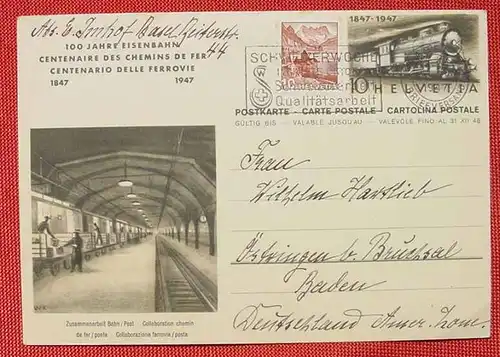 Abs. E. Imhof Basel Reiterstr.
44
100 JAHRE EISENBAHN
CENTENAIRE DES CHEMINS DE FER
CENTENARIO DELLE FERROVIE
1847 1947
SCHWEIZERWOCHE
Schweizerart
Qualitätsarbeit
1847-1947
10 HELVETIA
BRIEFVERSAND
POSTKARTE - CARTE POSTALE - CARTOLINA POSTALE
GÜLTIG BIS - VALABLE JUSQU'AU - VALEVOLE FINO AL 31 XII 48
Frau
Wilhelm Hartlieb
Östringen b. Bruchsal
Baden
Deutschland Amer. Zone.
Zusammenarbeit Bahn/Post Collaboration chemin
de fer/poste Collaborazione ferrovia/posta